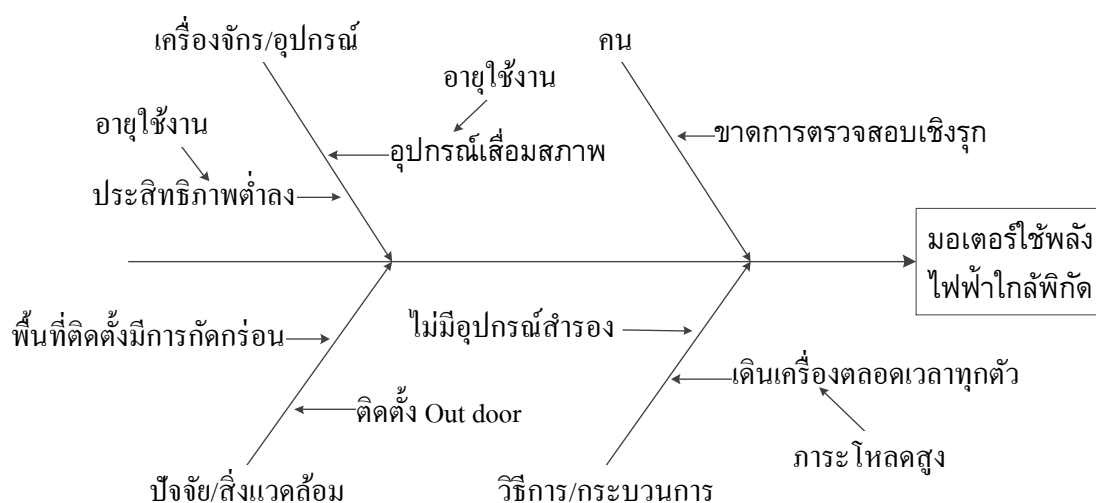 เครื่องจักร/อุปกรณ์
คน
อายุใช้งาน
อายุใช้งาน
ขาดการตรวจสอบเชิงรุก
อุปกรณ์เสื่อมสภาพ
ประสิทธิภาพต่ำลง
มอเตอร์ใช้พลัง
ไฟฟ้าใกล้พิกัด
พื้นที่ติดตั้งมีการกัดกร่อน
ไม่มีอุปกรณ์สำรอง
เดินเครื่องตลอดเวลาทุกตัว
ติดตั้ง Out door
ภาระโหลดสูง
ปัจจัย/สิ่งแวดล้อม
วิธีการ/กระบวนการ